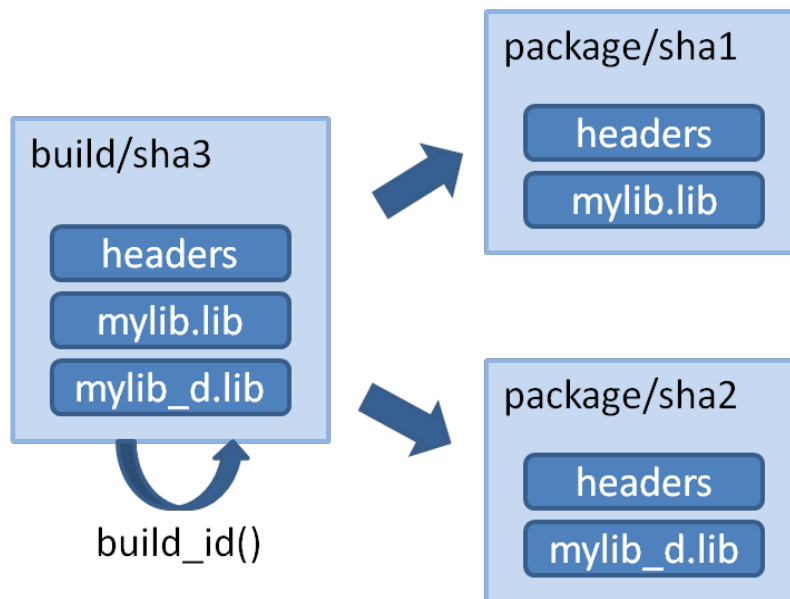 build/sha3
headers
mylib.lib
mylib_d.lib
build_id()
package/sha1
headers
mylib.lib
package/sha2
headers
mylib_d.lib